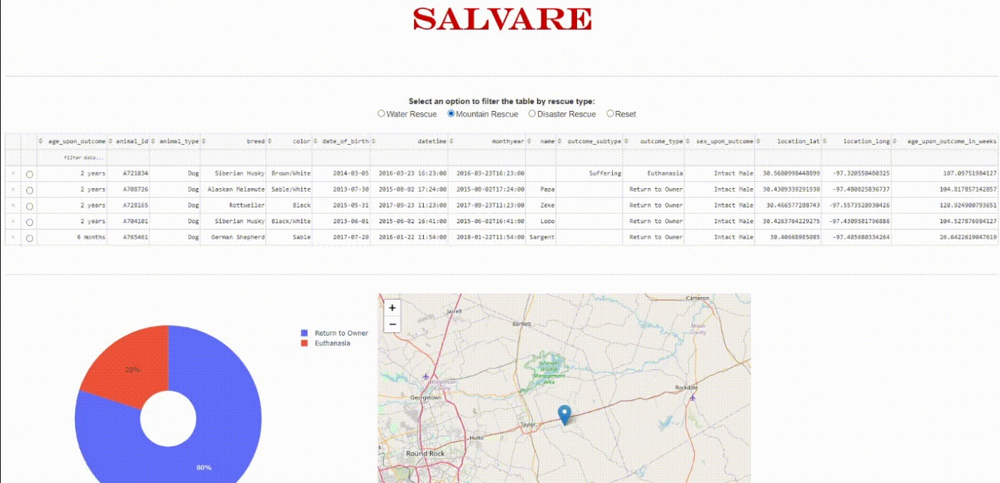 SALVARE
Select an option to filter the table by rescue type:
Water Rescue Mountain Rescue Disaster Rescue Reset
age_upon_outcome animal_id animal_type breed color date_of_birth datetime monthyear name outcome_subtype outcome_type sex_upon_outcome location_lat location_long age_upon_outcome_in_weeks
filter data...
2 years A721834 Dog Siberian Husky Brown/White 2014-03-05 2016-03-23 16:23:00 2016-03-23T16:23:00 Suffering Euthanasia Intact Male 30.5680998448899 -97.320550480325 107.09751984127
2 years A708726 Dog Alaskan Malamute Sable/White 2013-07-30 2015-08-02 17:24:00 2015-08-02T17:24:00 Papa Return to Owner Intact Male 30.4309339291938 -97.480825836737 104.817857142857
2 years A728165 Dog Rottweiler Black 2015-05-31 2017-09-23 11:23:00 2017-09-23T11:23:00 Zeke Return to Owner Intact Male 30.466577208743 -97.5573520930426 120.924900793651
2 years A704101 Dog Siberian Husky Black/White 2013-06-01 2015-06-02 16:41:00 2015-06-02T16:41:00 Lobo Return to Owner Intact Male 30.4263764229275 -97.4309581796886 104.527876984127
6 months A765461 Dog German Shepherd Sable 2017-07-20 2018-01-22 11:54:00 2018-01-22T11:54:00 Sargent Return to Owner Intact Male 30.40668985085 -97.485680334264 26.6422619047619
Return to Owner
Euthanasia
20%
80%
+
−
Cameron
Jarrell
Bartlett
Milam
County
Granger
Wildlife
Management
Area
Williamson
County
Rockdale
Georgetown
Taylor
Hutto
Round Rock